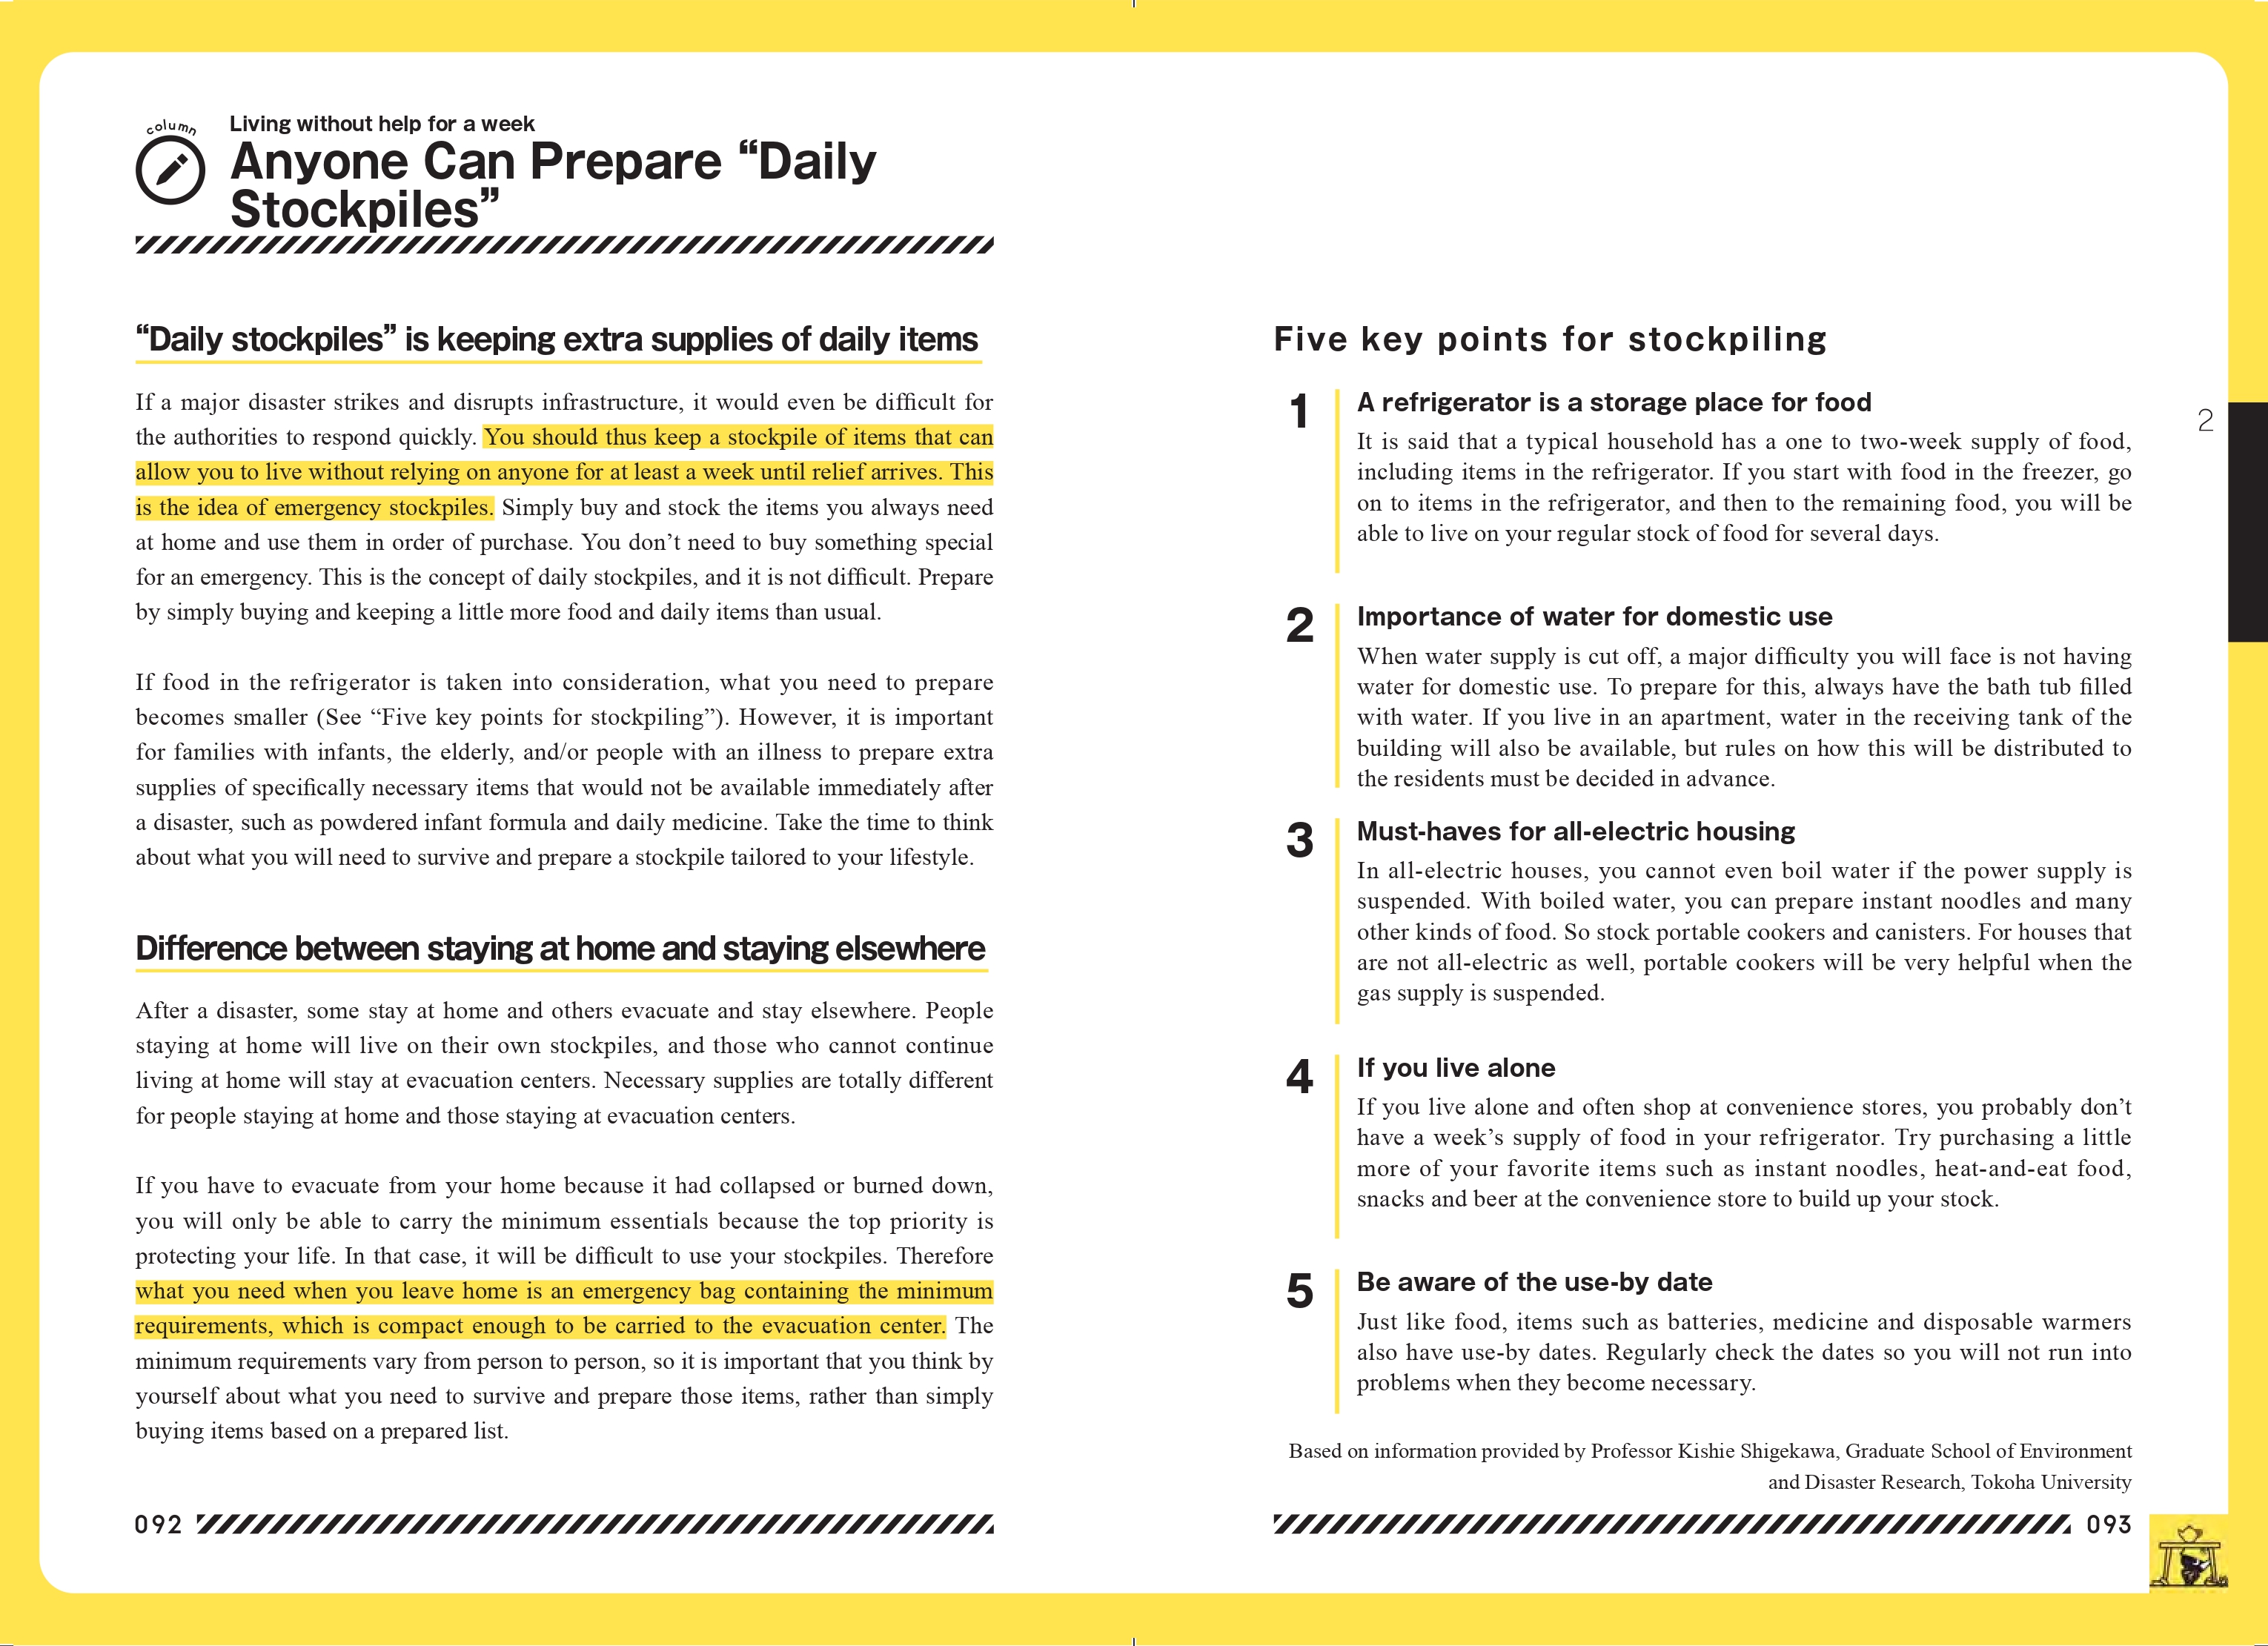 column
Living without help for a week
Anyone Can Prepare “Daily
Stockpiles”
“Daily stockpiles” is keeping extra supplies of daily items
If a major disaster strikes and disrupts infrastructure, it would even be difficult for
the authorities to respond quickly. You should thus keep a stockpile of items that can
allow you to live without relying on anyone for at least a week until relief arrives. This
is the idea of emergency stockpiles. Simply buy and stock the items you always need
at home and use them in order of purchase. You don’t need to buy something special
for an emergency. This is the concept of daily stockpiles, and it is not difficult. Prepare
by simply buying and keeping a little more food and daily items than usual.
If food in the refrigerator is taken into consideration, what you need to prepare
becomes smaller (See “Five key points for stockpiling”). However, it is important
for families with infants, the elderly, and/or people with an illness to prepare extra
supplies of specifically necessary items that would not be available immediately after
a disaster, such as powdered infant formula and daily medicine. Take the time to think
about what you will need to survive and prepare a stockpile tailored to your lifestyle.
Difference between staying at home and staying elsewhere
After a disaster, some stay at home and others evacuate and stay elsewhere. People
staying at home will live on their own stockpiles, and those who cannot continue
living at home will stay at evacuation centers. Necessary supplies are totally different
for people staying at home and those staying at evacuation centers.
If you have to evacuate from your home because it had collapsed or burned down,
you will only be able to carry the minimum essentials because the top priority is
protecting your life. In that case, it will be difficult to use your stockpiles. Therefore
what you need when you leave home is an emergency bag containing the minimum
requirements, which is compact enough to be carried to the evacuation center. The
minimum requirements vary from person to person, so it is important that you think by
yourself about what you need to survive and prepare those items, rather than simply
buying items based on a prepared list.
092
Five key points for stockpiling
1
A refrigerator is a storage place for food
It is said that a typical household has a one to two-week supply of food,
including items in the refrigerator. If you start with food in the freezer, go
on to items in the refrigerator, and then to the remaining food, you will be
able to live on your regular stock of food for several days.
2
Importance of water for domestic use
When water supply is cut off, a major difficulty you will face is not having
water for domestic use. To prepare for this, always have the bath tub filled
with water. If you live in an apartment, water in the receiving tank of the
building will also be available, but rules on how this will be distributed to
the residents must be decided in advance.
3
Must-haves for all-electric housing
In all-electric houses, you cannot even boil water if the power supply is
suspended. With boiled water, you can prepare instant noodles and many
other kinds of food. So stock portable cookers and canisters. For houses that
are not all-electric as well, portable cookers will be very helpful when the
gas supply is suspended.
4
If you live alone
If you live alone and often shop at convenience stores, you probably don’t
have a week’s supply of food in your refrigerator. Try purchasing a little
more of your favorite items such as instant noodles, heat-and-eat food,
snacks and beer at the convenience store to build up your stock.
5
Be aware of the use-by date
Just like food, items such as batteries, medicine and disposable warmers
also have use-by dates. Regularly check the dates so you will not run into
problems when they become necessary.
Based on information provided by Professor Kishie Shigekawa, Graduate School of Environment
and Disaster Research, Tokoha University
093
2